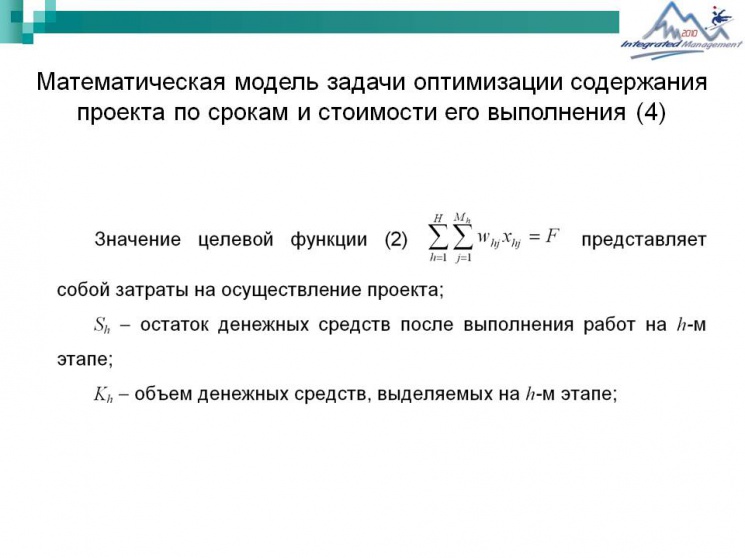 2010
Integrated Management
Математическая модель задачи оптимизации содержания
проекта по срокам и стоимости его выполнения (4)
Значение целевой функции (2) \sum_{h=1}^{H} \sum_{j=1}^{M_h} w_{hj} x_{hj} = F представляет
собой затраты на осуществление проекта;
S_h – остаток денежных средств после выполнения работ на h-м
этапе;
K_h – объем денежных средств, выделяемых на h-м этапе;